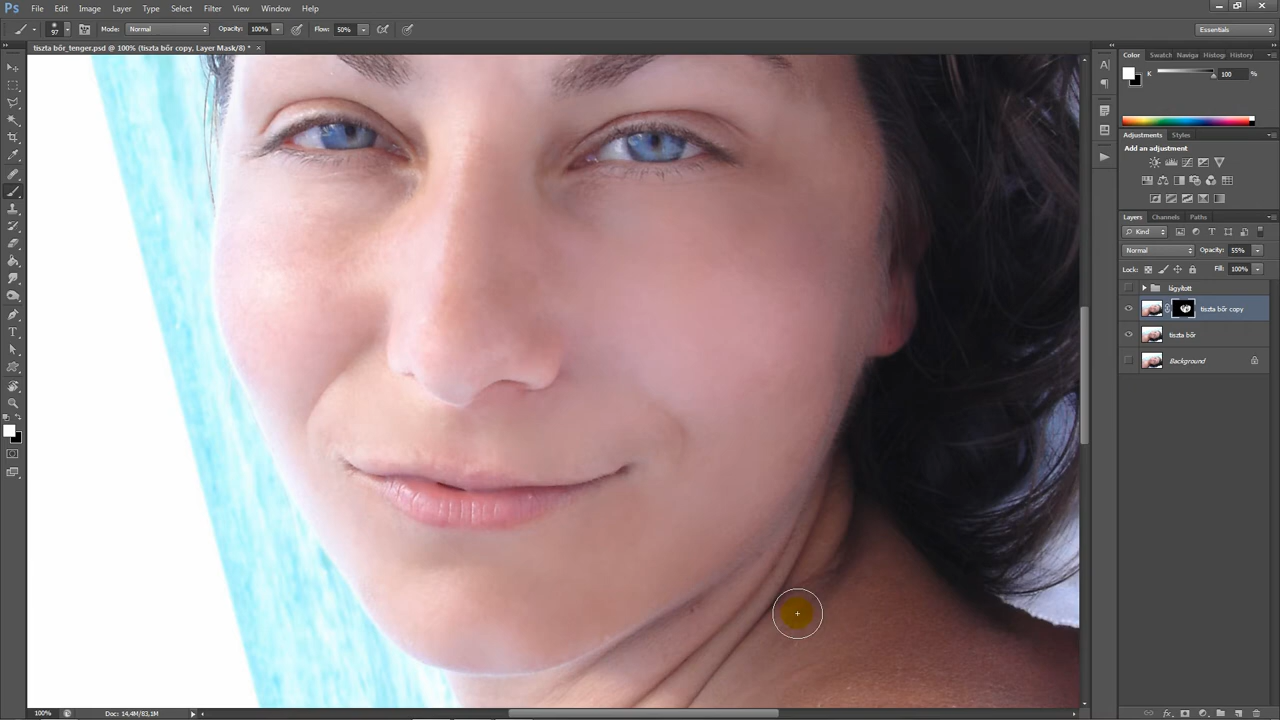 Ps File Edit Image Layer Type Select Filter View Window Help
97 Mode: Normal Opacity: 100% Flow: 50% Essentials
tiszta bőr_tenger.psd @ 100% (tiszta bőr copy, Layer Mask/8) * ×
Color Swatch Naviga Histog History
K 100 %
Adjustments Styles
Add an adjustment
Layers Channels Paths
Kind
Normal Opacity: 55%
Lock: Fill: 100%
lágyított
tiszta bőr copy
tiszta bőr
Background
100% Doc: 14,4M/83,1M